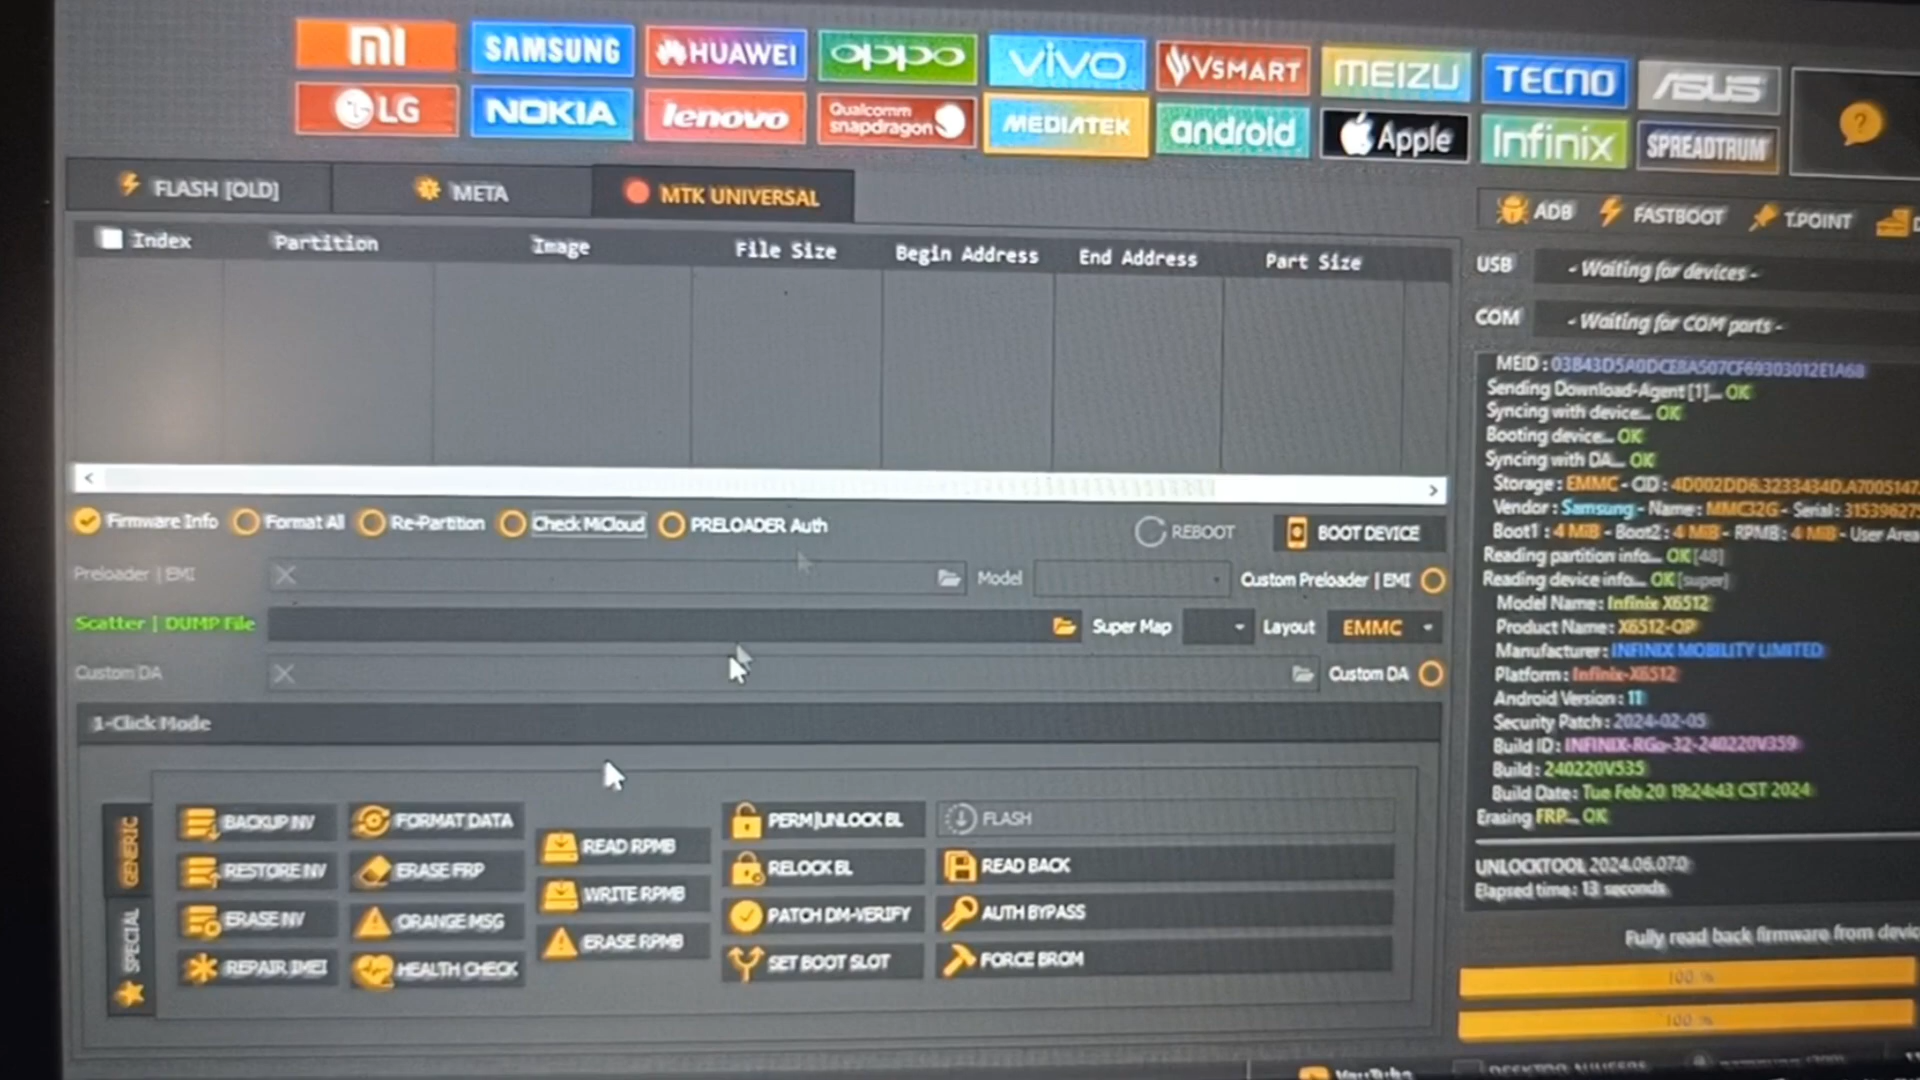 mi SAMSUNG HUAWEI oppo vivo VSMART MEIZU TECNO ASUS
LG NOKIA lenovo Qualcomm snapdragon MEDIATEK android Apple Infinix SPREADTRUM
?
FLASH [OLD] META MTK UNIVERSAL
ADB FASTBOOT T.POINT
Index Partition Image File Size Begin Address End Address Part Size
USB - Waiting for devices -
COM - Waiting for COM ports -
MEID : 03B43D5A0DCEBA507CF69303012E1A68
Sending Download-Agent [1]... OK
Syncing with device... OK
Booting device... OK
Syncing with DA... OK
Storage : EMMC - CID : 4D002DD6.3233434D.A7005147
Vendor : Samsung - Name : MMC32G - Serial :
Boot1 : 4 MiB - Boot2 : 4 MiB - RPMB : 4 MiB - User Area
Reading partition info... OK [48]
Reading device info... OK [super]
Model Name : Infinix X6512
Product Name : X6512-OP
Manufacturer : INFINIX MOBILITY LIMITED
Platform : Infinix-X6512
Android Version : 11
Security Patch : 2024-02-05
Build ID : INFINIX-RGo-32-240220V359
Build : 240220V535
Build Date : Tue Feb 20 19:24:43 CST 2024
Erasing FRP... OK
UNLOCKTOOL 2024.06.07.0
Elapsed time : 13 seconds
Firmware Info Format All Re-Partition Check MiCloud PRELOADER Auth REBOOT BOOT DEVICE
Preloader | EMI Model Custom Preloader | EMI
Scatter | DUMP File Super Map Layout EMMC
Custom DA Custom DA
1-Click Mode
GENERIC
SPECIAL
BACKUP NV FORMAT DATA READ RPMB PERM|UNLOCK BL FLASH
RESTORE NV ERASE FRP WRITE RPMB RELOCK BL READ BACK
ERASE NV ORANGE MSG ERASE RPMB PATCH DM-VERIFY AUTH BYPASS
REPAIR IMEI HEALTH CHECK SET BOOT SLOT FORCE BROM
Fully read back firmware from
100 %
100 %
YouTube